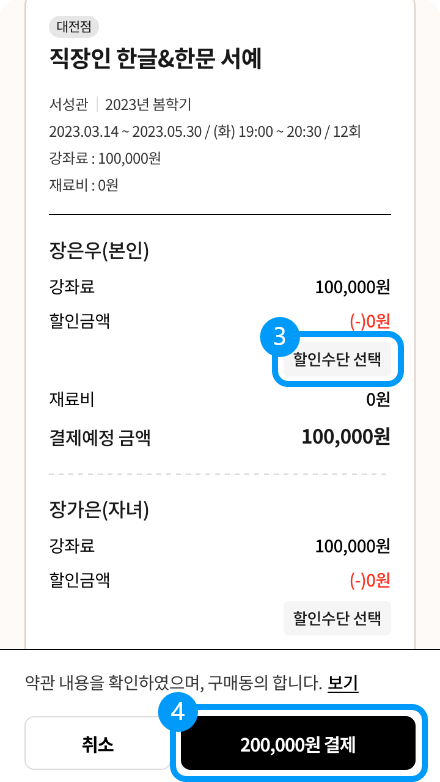 대전점
직장인 한글&한문 서예
서성관 | 2023년 봄학기
2023.03.14 ~ 2023.05.30 / (화) 19:00 ~ 20:30 / 12회
강좌료 : 100,000원
재료비 : 0원
장은우(본인)
강좌료 100,000원
할인금액 (-)0원
3
할인수단 선택
재료비 0원
결제예정 금액 100,000원
장가은(자녀)
강좌료 100,000원
할인금액 (-)0원
할인수단 선택
약관 내용을 확인하였으며, 구매동의 합니다. 보기
4
취소 200,000원 결제